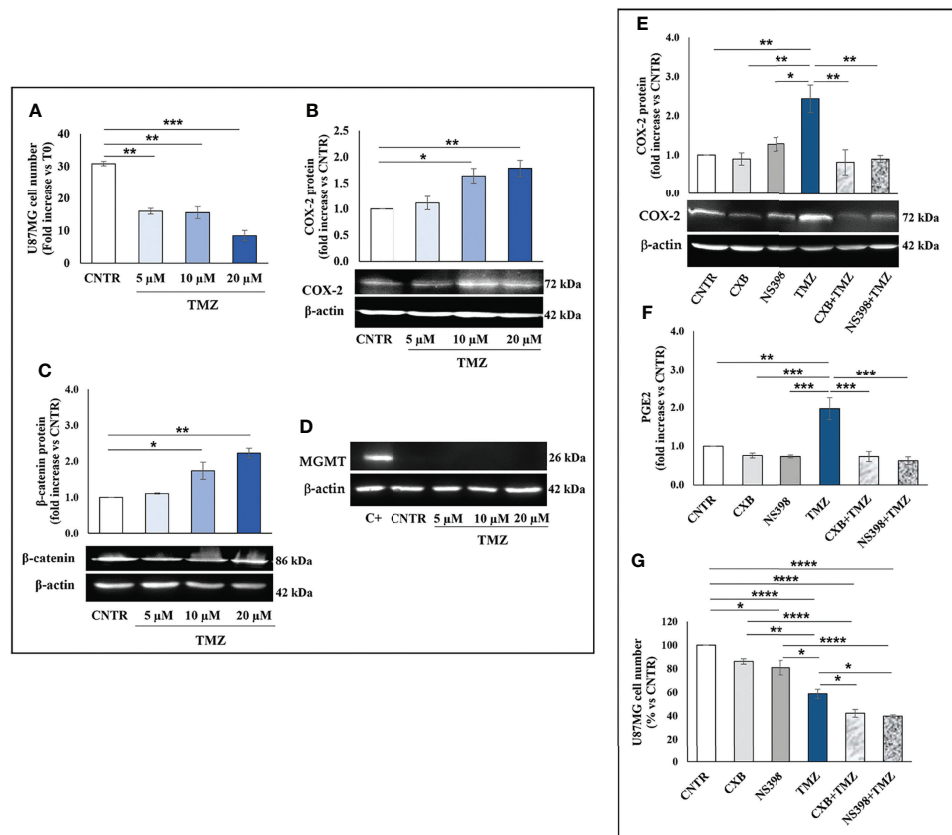 A
U87MG cell number
(Fold increase vs T0)
40
30
20
10
0
***
**
**
CNTR
5 µM
10 µM
20 µM
TMZ
B
COX-2 protein
(fold increase vs CNTR)
2.5
2.0
1.5
1.0
0.5
0.0
**
*
COX-2
72 kDa
β-actin
42 kDa
CNTR
5 µM
10 µM
20 µM
TMZ
C
β-catenin protein
(fold increase vs CNTR)
4.0
3.0
2.0
1.0
0.0
**
*
β-catenin
86 kDa
β-actin
42 kDa
CNTR
5 µM
10 µM
20 µM
TMZ
D
MGMT
26 kDa
β-actin
42 kDa
C+
CNTR
5 µM
10 µM
20 µM
TMZ
E
COX-2 protein
(fold increase vs CNTR)
4.0
3.0
2.0
1.0
0.0
**
**
**
*
**
COX-2
72 kDa
β-actin
42 kDa
CNTR
CXB
NS398
TMZ
CXB+TMZ
NS398+TMZ
F
PGE2
(fold increase vs CNTR)
4.0
3.0
2.0
1.0
0.0
**
***
***
***
***
CNTR
CXB
NS398
TMZ
CXB+TMZ
NS398+TMZ
G
U87MG cell number
(% vs CNTR)
120
100
80
60
40
20
0
****
****
****
*
****
**
****
*
*
*
CNTR
CXB
NS398
TMZ
CXB+TMZ
NS398+TMZ